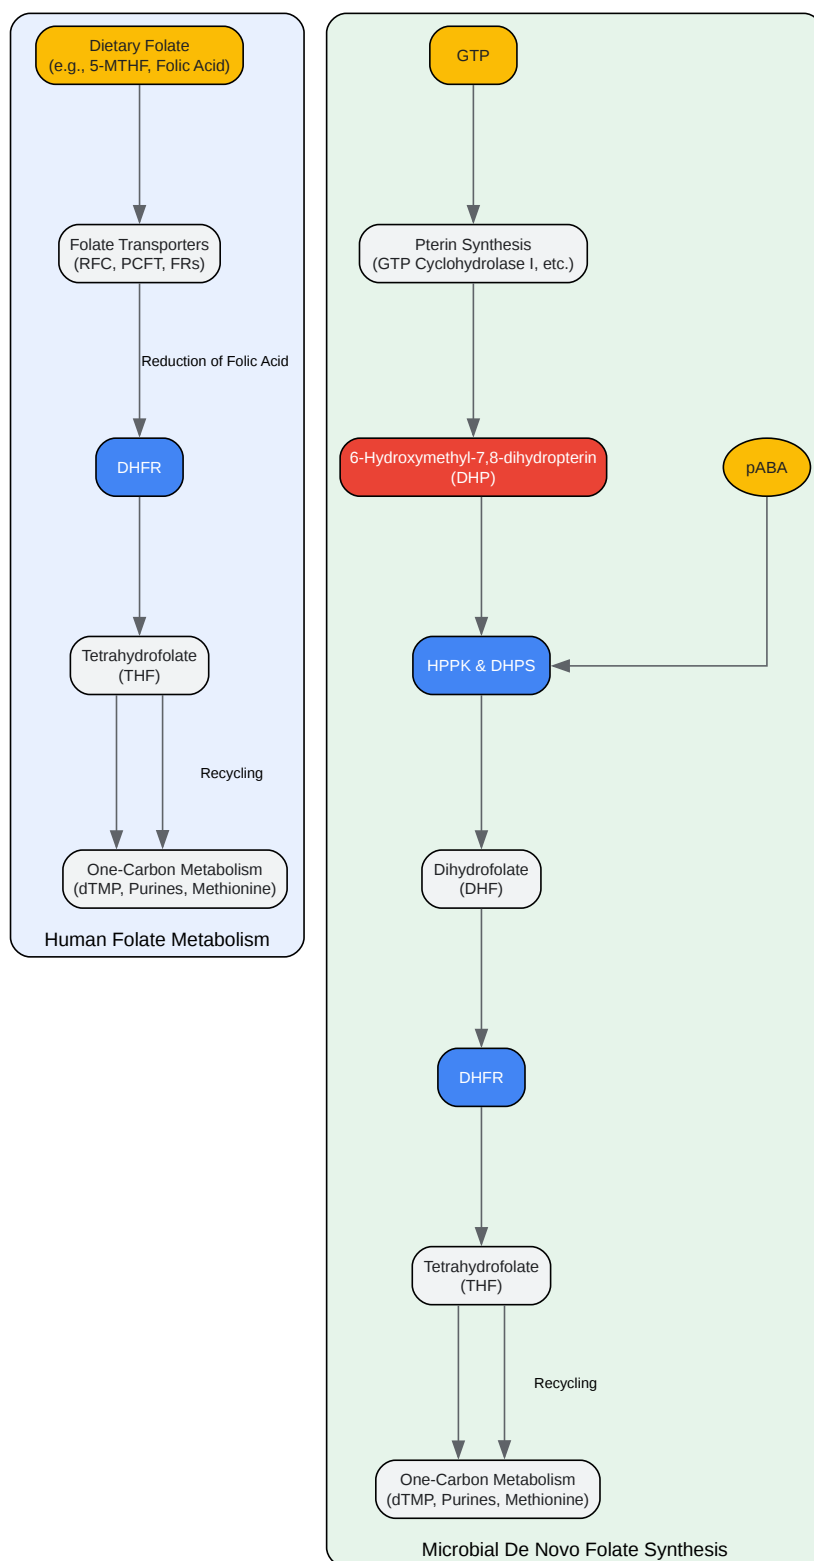 Dietary Folate
(e.g., 5-MTHF, Folic Acid)
Folate Transporters
(RFC, PCFT, FRs)
Reduction of Folic Acid
DHFR
Tetrahydrofolate
(THF)
Recycling
One-Carbon Metabolism
(dTMP, Purines, Methionine)
Human Folate Metabolism
GTP
Pterin Synthesis
(GTP Cyclohydrolase I, etc.)
6-Hydroxymethyl-7,8-dihydropterin
(DHP)
pABA
HPPK & DHPS
Dihydrofolate
(DHF)
DHFR
Tetrahydrofolate
(THF)
Recycling
One-Carbon Metabolism
(dTMP, Purines, Methionine)
Microbial De Novo Folate Synthesis